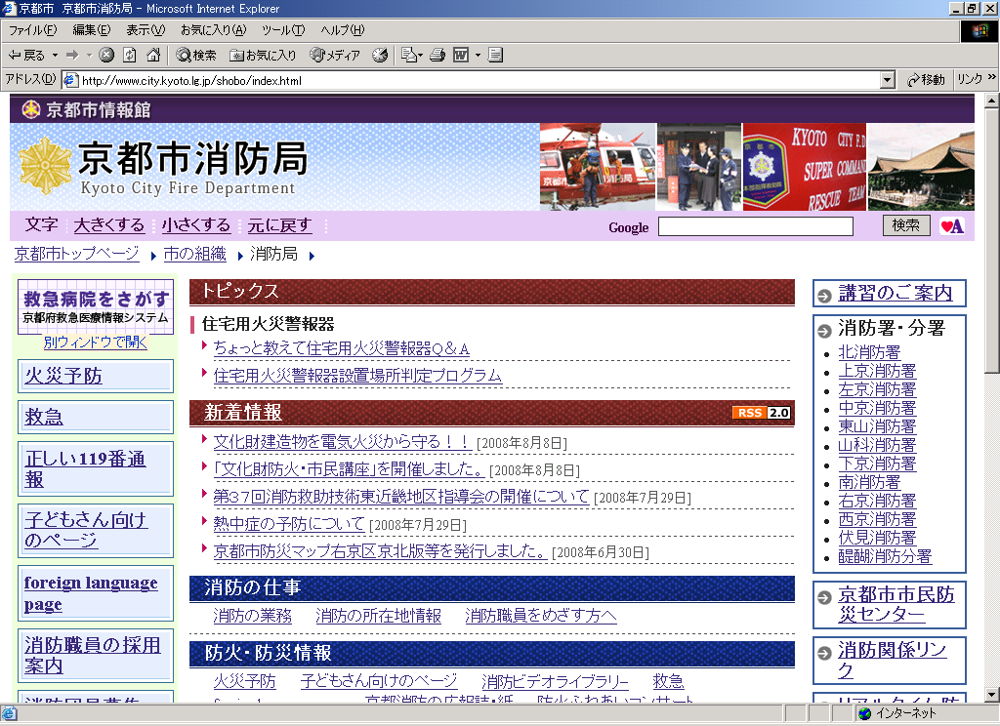 京都市 京都市消防局 - Microsoft Internet Explorer
ファイル(F) 編集(E) 表示(V) お気に入り(A) ツール(T) ヘルプ(H)
戻る 検索 お気に入り メディア
アドレス(D) http://www.city.kyoto.lg.jp/shobo/index.html 移動 リンク »
京都市情報館
京都市消防局
Kyoto City Fire Department
KYOTO CITY F.D.
SUPER COMMAND
RESCUE TEAM
文字 大きくする 小さくする 元に戻す Google 検索 A
京都市トップページ 市の組織 消防局
救急病院をさがす
京都府救急医療情報システム
別ウィンドウで開く
火災予防
救急
正しい119番通
報
子どもさん向け
のページ
foreign language
page
消防職員の採用
案内
トピックス
住宅用火災警報器
ちょっと教えて住宅用火災警報器Q&A
住宅用火災警報器設置場所判定プログラム
新着情報 RSS 2.0
文化財建造物を電気火災から守る!! [2008年8月8日]
「文化財防火・市民講座」を開催しました。 [2008年8月8日]
第37回消防救助技術東近畿地区指導会の開催について [2008年7月29日]
熱中症の予防について [2008年7月29日]
京都市防災マップ右京区京北版等を発行しました。 [2008年6月30日]
消防の仕事
消防の業務 消防の所在地情報 消防職員をめざす方へ
防火・防災情報
火災予防 子どもさん向けのページ 消防ビデオライブラリー 救急
講習のご案内
消防署・分署
北消防署
上京消防署
左京消防署
中京消防署
東山消防署
山科消防署
下京消防署
南消防署
右京消防署
西京消防署
伏見消防署
醍醐消防分署
京都市市民防
災センター
消防関係リン
ク
インターネット